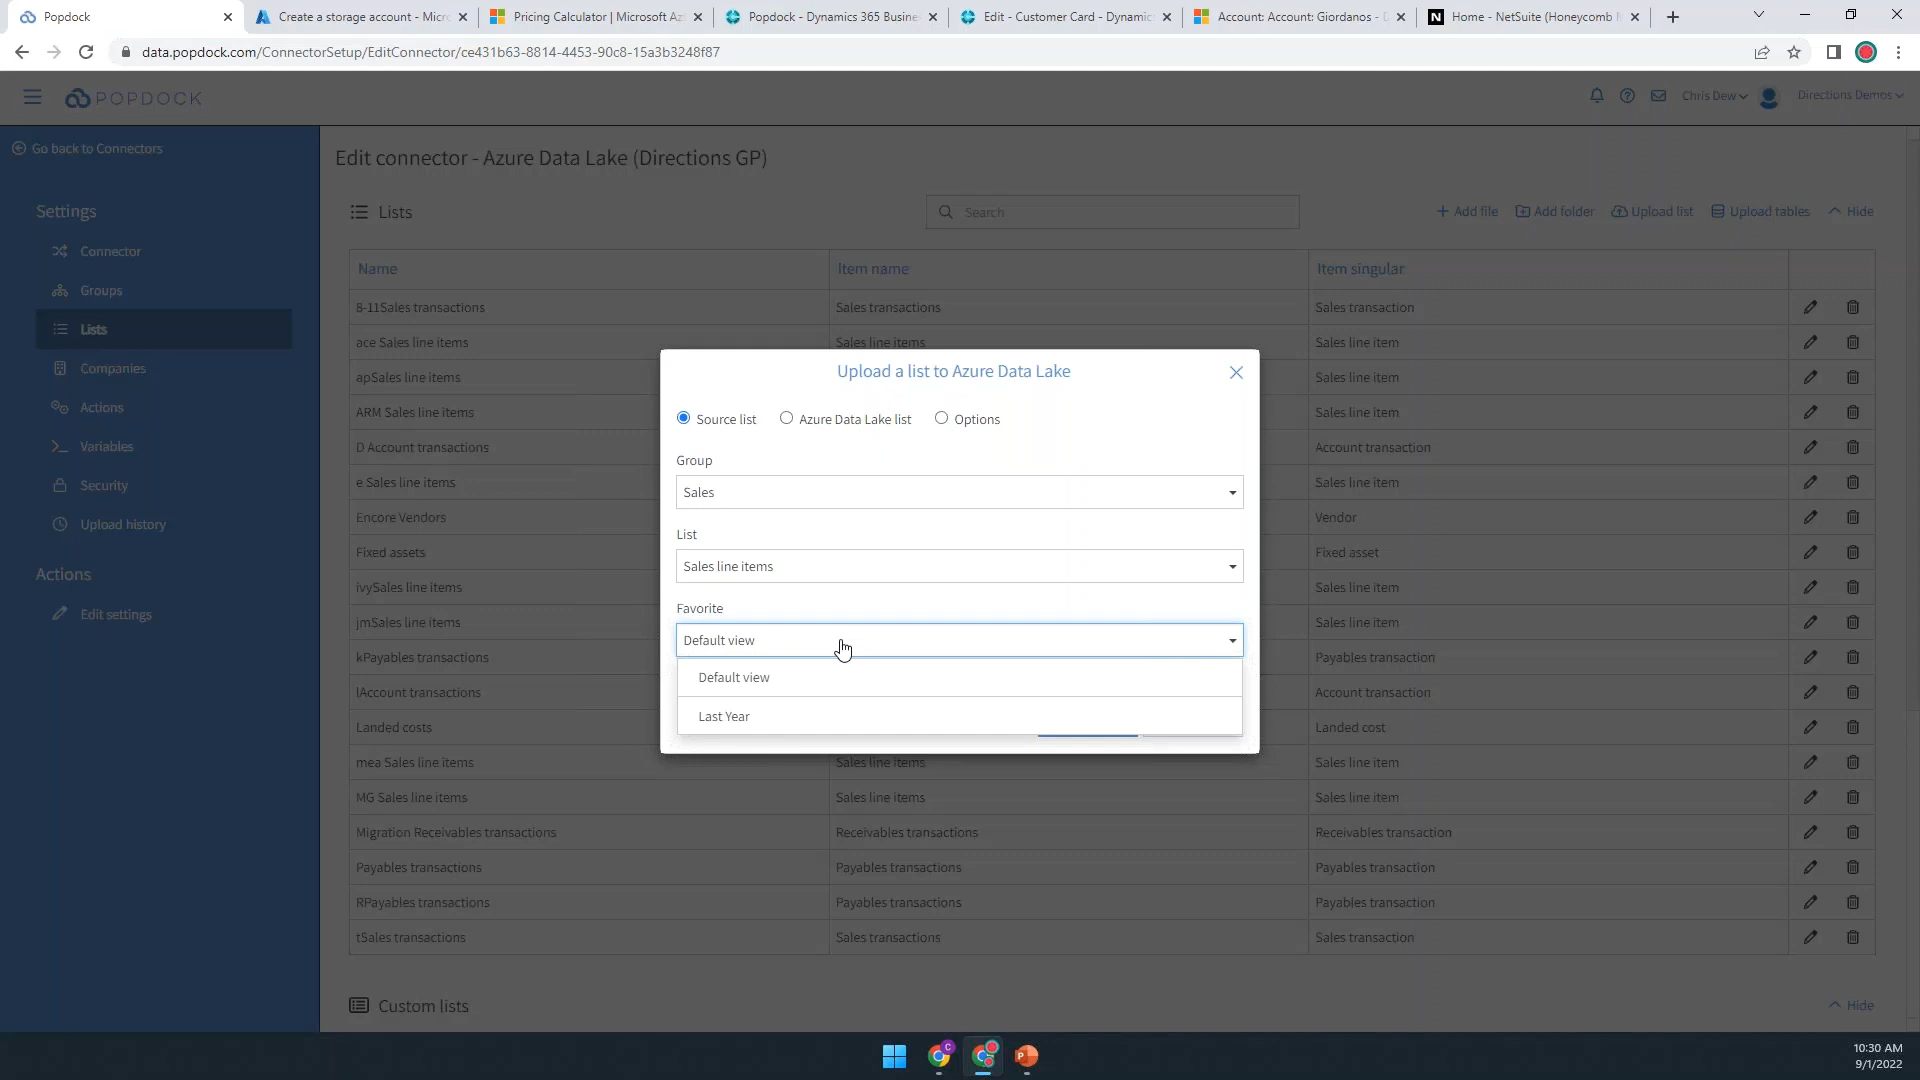 Popdock
Create a storage account - Micro
Pricing Calculator | Microsoft Az
Popdock - Dynamics 365 Busine
Edit - Customer Card - Dynamic
Account: Account: Giordanos - D
N Home - NetSuite (Honeycomb M
data.popdock.com/ConnectorSetup/EditConnector/ce431b63-8814-4453-90c8-15a3b3248f87
POPDOCK
Chris Dew
Directions Demos
Go back to Connectors
Edit connector - Azure Data Lake (Directions GP)
Settings
Connector
Groups
Lists
Companies
Actions
Variables
Security
Upload history
Actions
Edit settings
Lists
Search
Add file
Add folder
Upload list
Upload tables
Hide
Name Item name Item singular
8-11Sales transactions Sales transactions Sales transaction
ace Sales line items Sales line items Sales line item
apSales line items Sales line item
ARM Sales line items Sales line item
D Account transactions Account transaction
e Sales line items Sales line item
Encore Vendors Vendor
Fixed assets Fixed asset
ivySales line items Sales line item
jmSales line items Sales line item
kPayables transactions Payables transaction
lAccount transactions Account transaction
Landed costs Landed cost
mea Sales line items Sales line items Sales line item
MG Sales line items Sales line items Sales line item
Migration Receivables transactions Receivables transactions Receivables transaction
Payables transactions Payables transactions Payables transaction
RPayables transactions Payables transactions Payables transaction
tSales transactions Sales transactions Sales transaction
Upload a list to Azure Data Lake
Source list Azure Data Lake list Options
Group
Sales
List
Sales line items
Favorite
Default view
Default view
Last Year
Custom lists
Hide
10:30 AM
9/1/2022